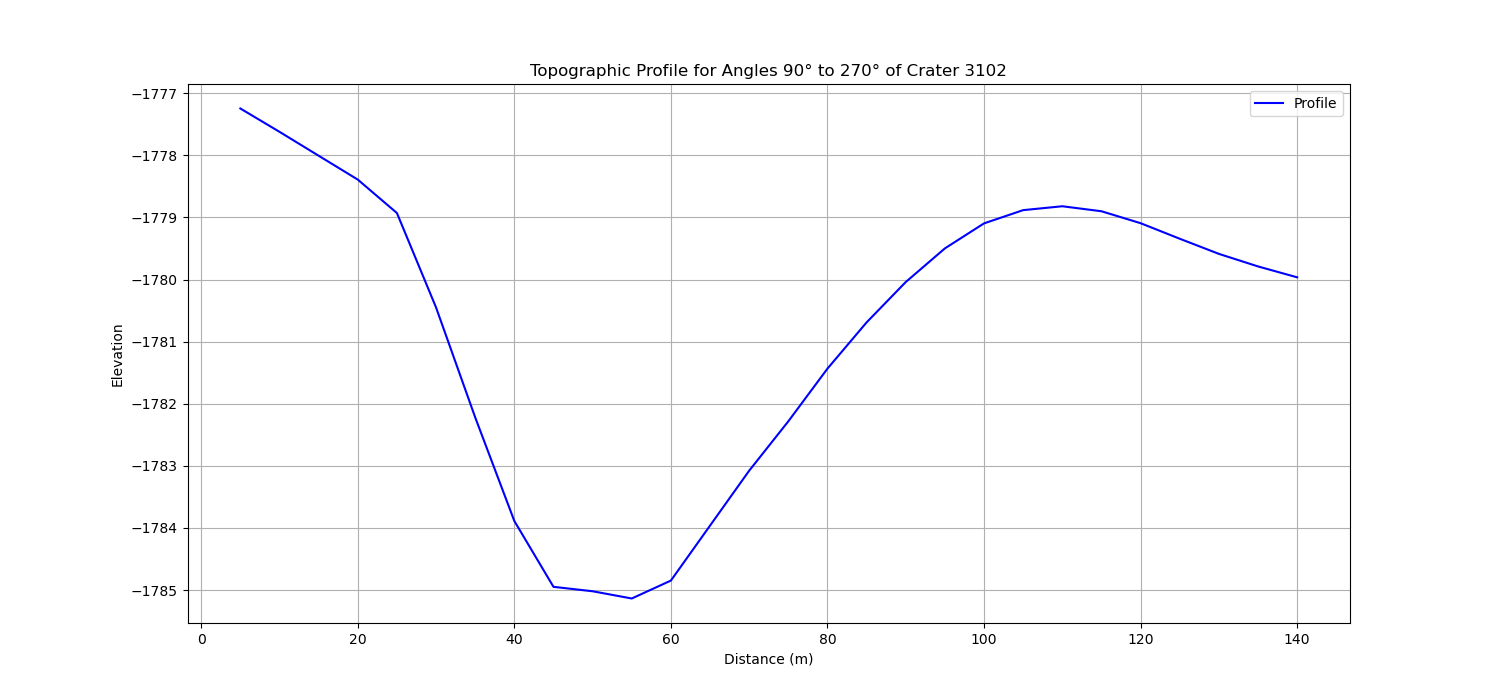 Topographic Profile for Angles 90° to 270° of Crater 3102
Profile
Elevation
−1777
−1778
−1779
−1780
−1781
−1782
−1783
−1784
−1785
0 20 40 60 80 100 120 140
Distance (m)